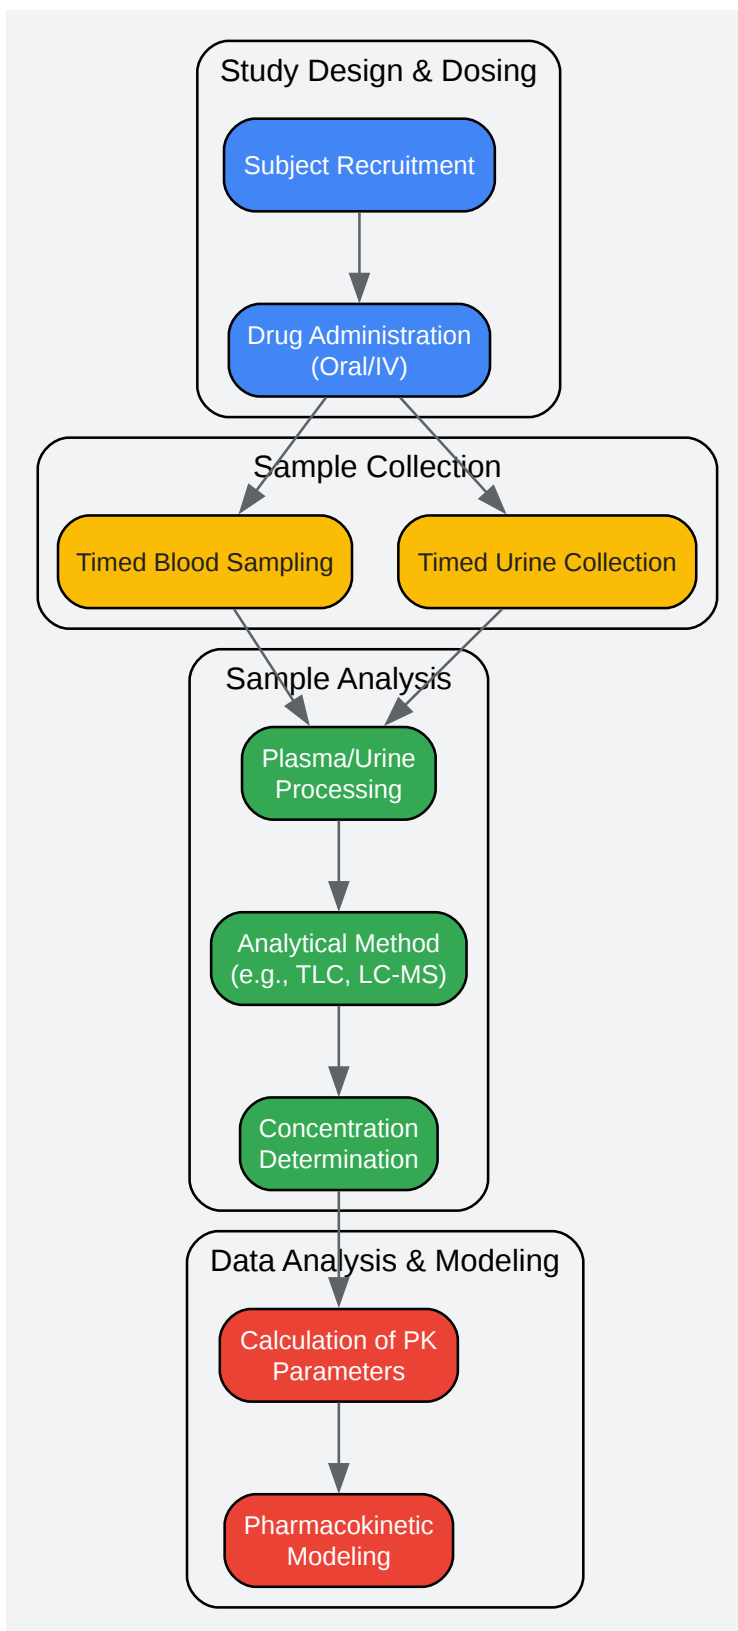 Study Design & Dosing
Subject Recruitment
Drug Administration
(Oral/IV)
Sample Collection
Timed Blood Sampling
Timed Urine Collection
Sample Analysis
Plasma/Urine
Processing
Analytical Method
(e.g., TLC, LC-MS)
Concentration
Determination
Data Analysis & Modeling
Calculation of PK
Parameters
Pharmacokinetic
Modeling